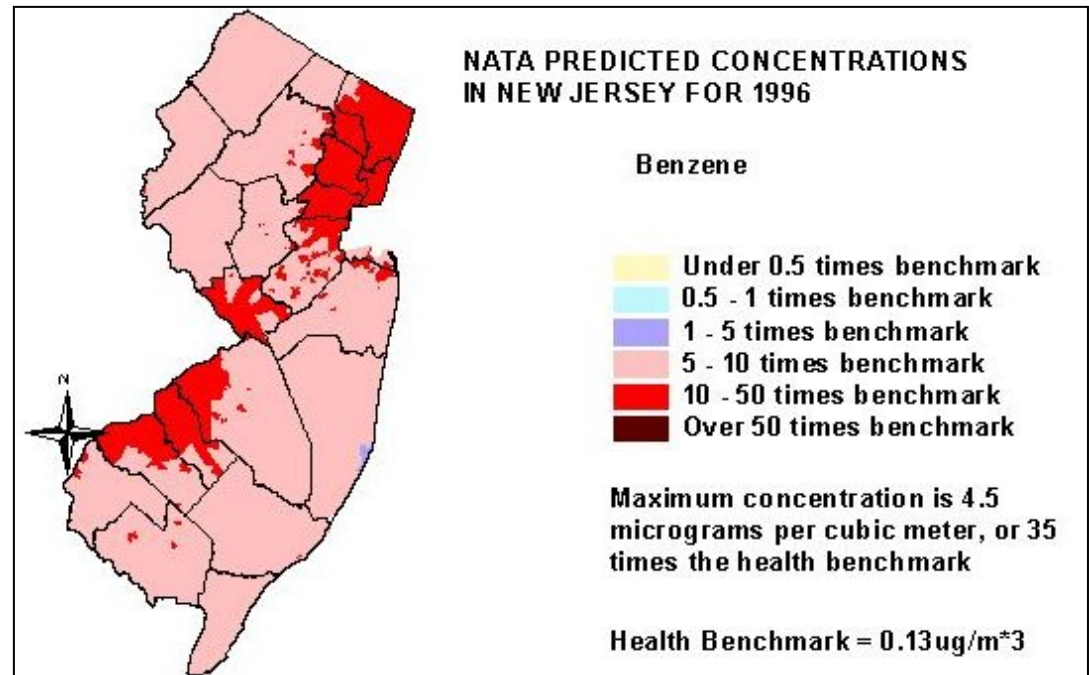 NATA PREDICTED CONCENTRATIONS
IN NEW JERSEY FOR 1996
Benzene
Under 0.5 times benchmark
0.5 - 1 times benchmark
1 - 5 times benchmark
5 - 10 times benchmark
10 - 50 times benchmark
Over 50 times benchmark
N
Maximum concentration is 4.5
micrograms per cubic meter, or 35
times the health benchmark
Health Benchmark = 0.13ug/m*3